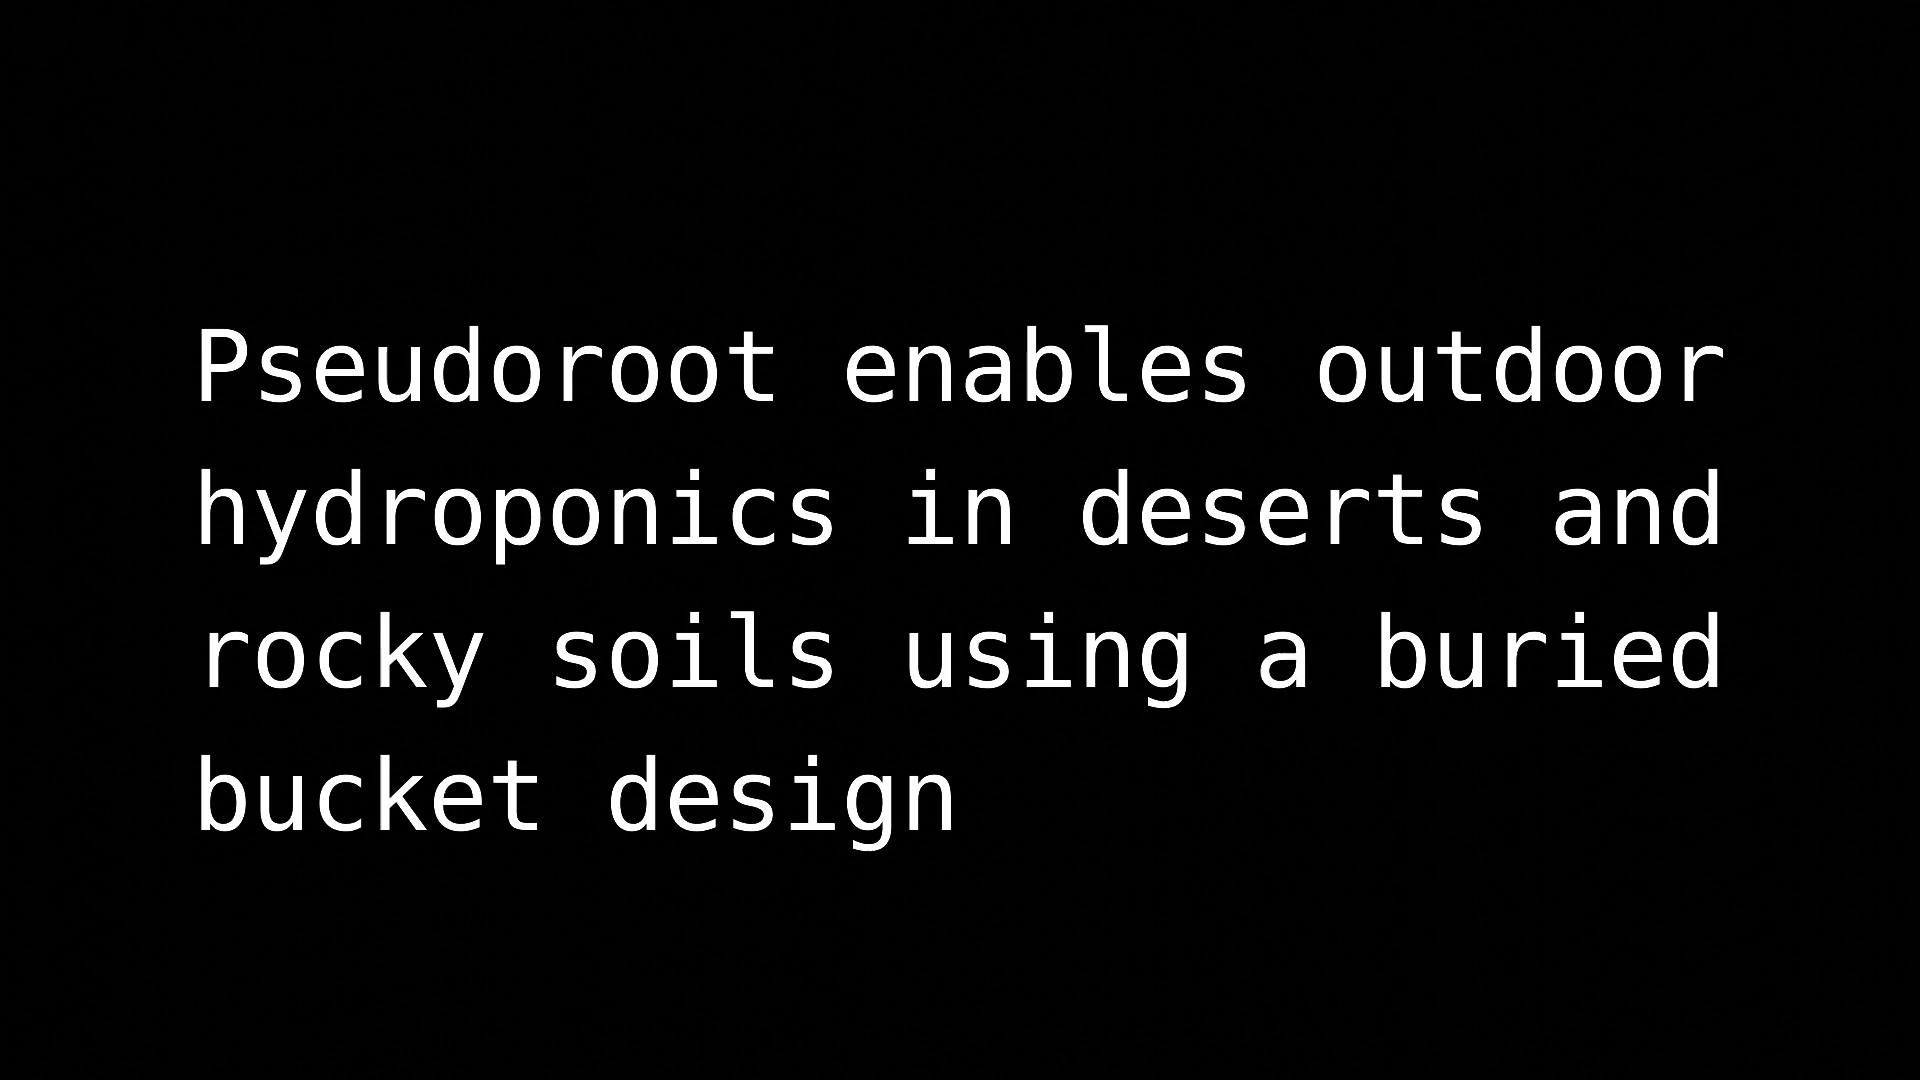 Pseudoroot enables outdoor
hydroponics in deserts and
rocky soils using a buried
bucket design